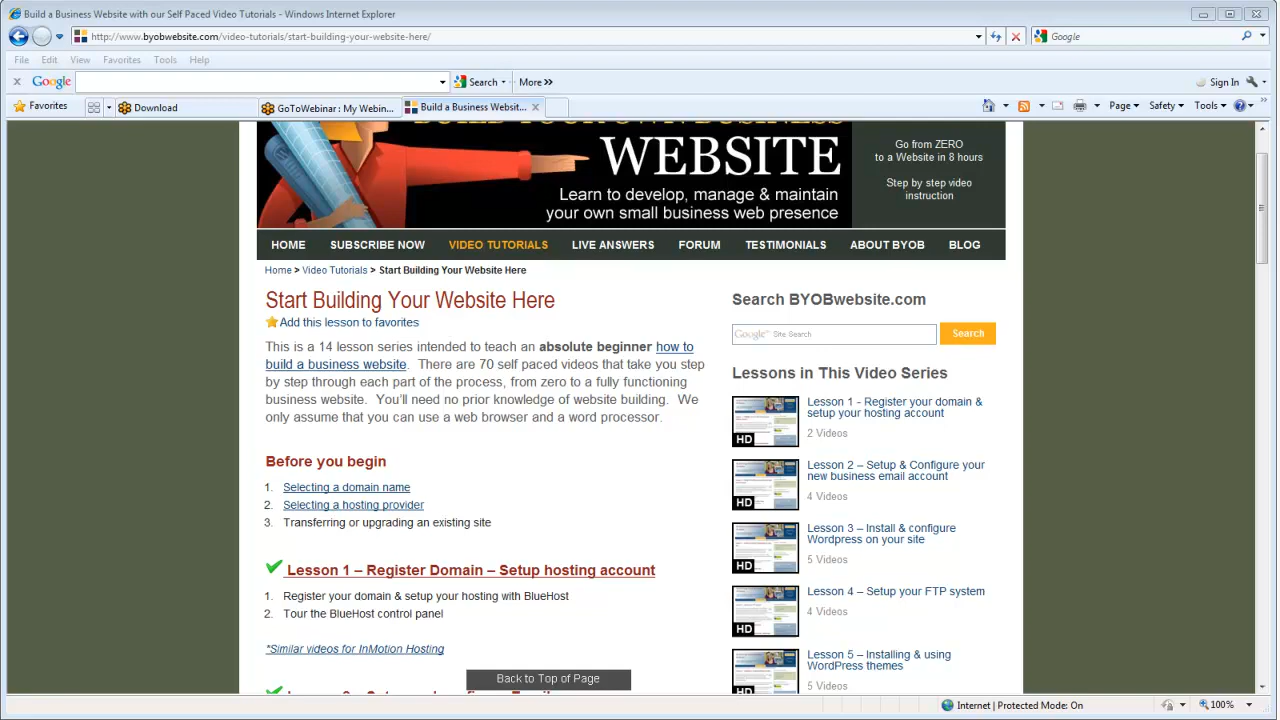 Build a Business Website with our Self Paced Video Tutorials - Windows Internet Explorer
http://www.byobwebsite.com/video-tutorials/start-building-your-website-here/
Google
File Edit View Favorites Tools Help
x Google Search More »
Sign In
Favorites
Download
GoToWebinar : My Webin...
Build a Business Websit...
Page Safety Tools
WEBSITE
Learn to develop, manage & maintain
your own small business web presence
Go from ZERO
to a Website in 8 hours
Step by step video
instruction
HOME SUBSCRIBE NOW VIDEO TUTORIALS LIVE ANSWERS FORUM TESTIMONIALS ABOUT BYOB BLOG
Home > Video Tutorials > Start Building Your Website Here
Start Building Your Website Here
Add this lesson to favorites
This is a 14 lesson series intended to teach an absolute beginner how to
build a business website. There are 70 self paced videos that take you step
by step through each part of the process, from zero to a fully functioning
business website. You'll need no prior knowledge of website building. We
only assume that you can use a web browser and a word processor.
Before you begin
1. Selecting a domain name
2. Selecting a hosting provider
3. Transferring or upgrading an existing site
Lesson 1 – Register Domain – Setup hosting account
1. Register your domain & setup your hosting with BlueHost
2. Tour the BlueHost control panel
*Similar videos for InMotion Hosting
Back to Top of Page
Search BYOBwebsite.com
Google™ Site Search
Search
Lessons in This Video Series
HD
Lesson 1 - Register your domain &
setup your hosting account
2 Videos
HD
Lesson 2 – Setup & Configure your
new business email account
4 Videos
HD
Lesson 3 – Install & configure
Wordpress on your site
5 Videos
HD
Lesson 4 – Setup your FTP system
4 Videos
HD
Lesson 5 – Installing & using
WordPress themes
5 Videos
Internet | Protected Mode: On
100%